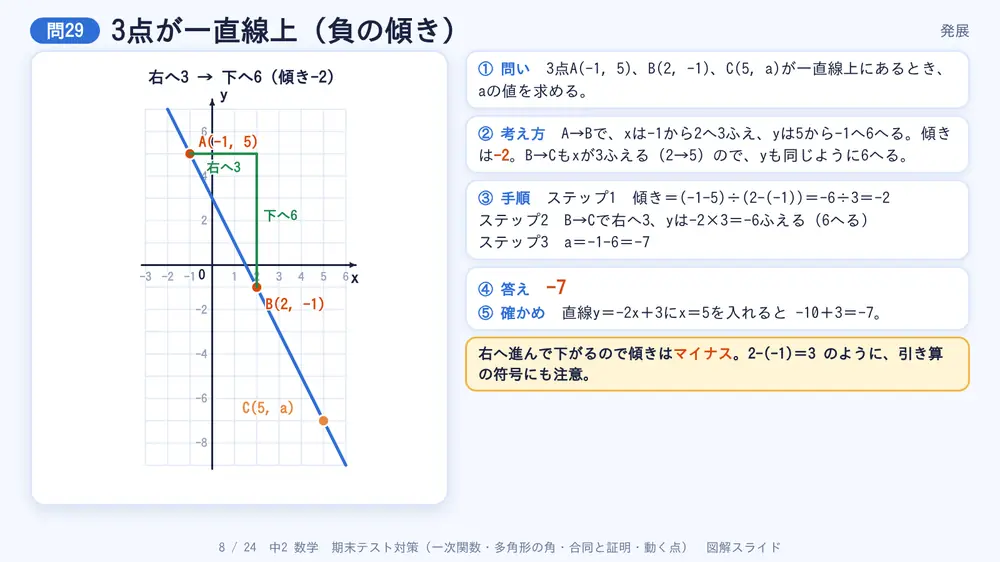 問29 3点が一直線上（負の傾き）
発展
右へ3 → 下へ6（傾き-2）
y
6
A(-1, 5)
右へ3
4
下へ6
2
-3 -2 -1 0 1 2 3 4 5 6 x
B(2, -1)
-2
-4
-6
C(5, a)
-8
① 問い　3点A(-1, 5)、B(2, -1)、C(5, a)が一直線上にあるとき、
aの値を求める。
② 考え方　A→Bで、xは-1から2へ3ふえ、yは5から-1へ6へる。傾き
は-2。B→Cもxが3ふえる（2→5）ので、yも同じように6へる。
③ 手順　ステップ1　傾き＝(-1-5)÷(2-(-1))＝-6÷3＝-2
ステップ2　B→Cで右へ3、yは-2×3＝-6ふえる（6へる）
ステップ3　a＝-1-6＝-7
④ 答え　-7
⑤ 確かめ　直線y＝-2x＋3にx＝5を入れると -10＋3＝-7。
右へ進んで下がるので傾きはマイナス。2-(-1)＝3 のように、引き算
の符号にも注意。
8 / 24　中2 数学　期末テスト対策（一次関数・多角形の角・合同と証明・動く点）　図解スライド